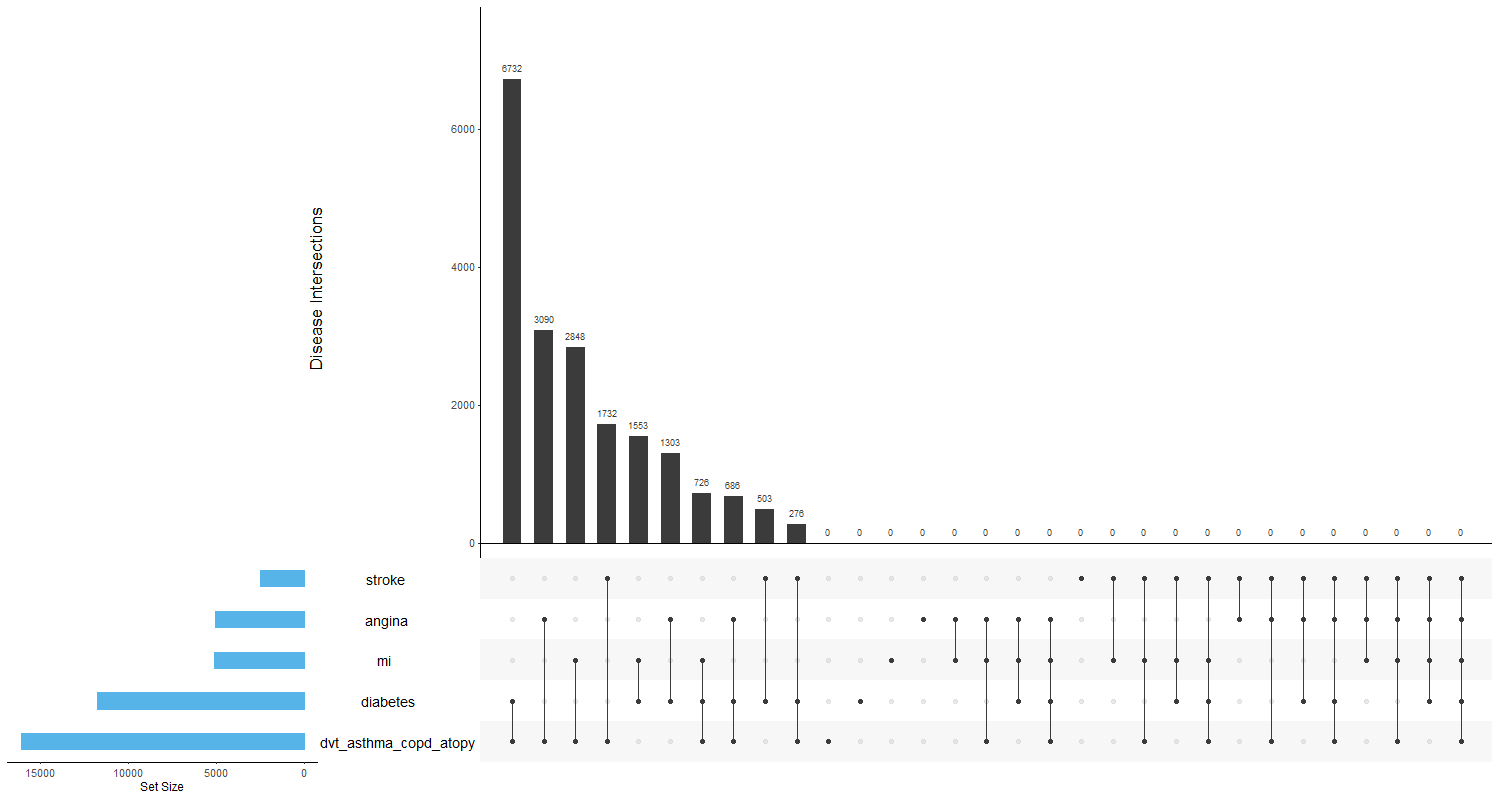 6732
3090
2848
1732
1553
1303
726
686
503
276
0 0 0 0 0 0 0 0 0 0 0 0 0 0 0 0 0 0 0 0 0
6000
4000
2000
0
Disease Intersections
stroke
angina
mi
diabetes
dvt_asthma_copd_atopy
15000 10000 5000 0
Set Size